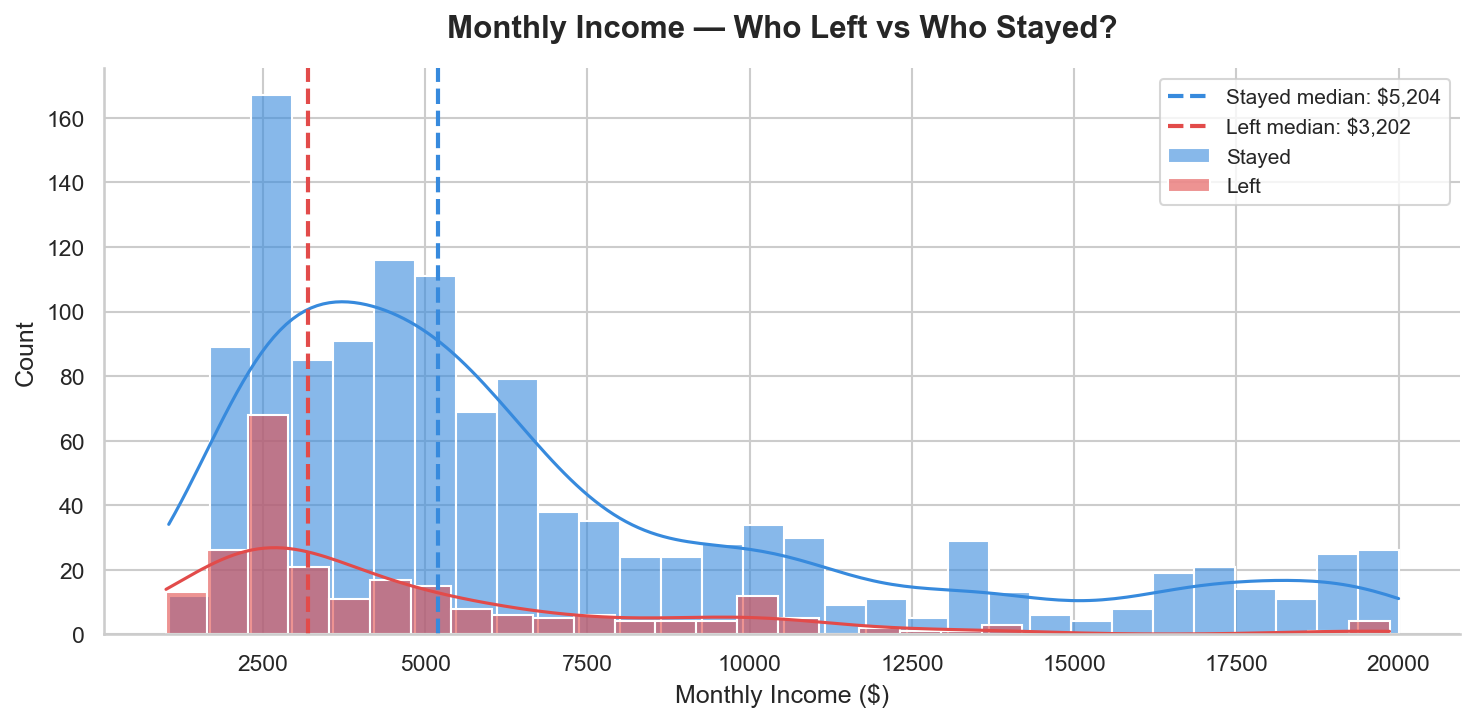 Monthly Income — Who Left vs Who Stayed?
Stayed median: $5,204
Left median: $3,202
Stayed
Left
Count
160
140
120
100
80
60
40
20
0
2500 5000 7500 10000 12500 15000 17500 20000
Monthly Income ($)